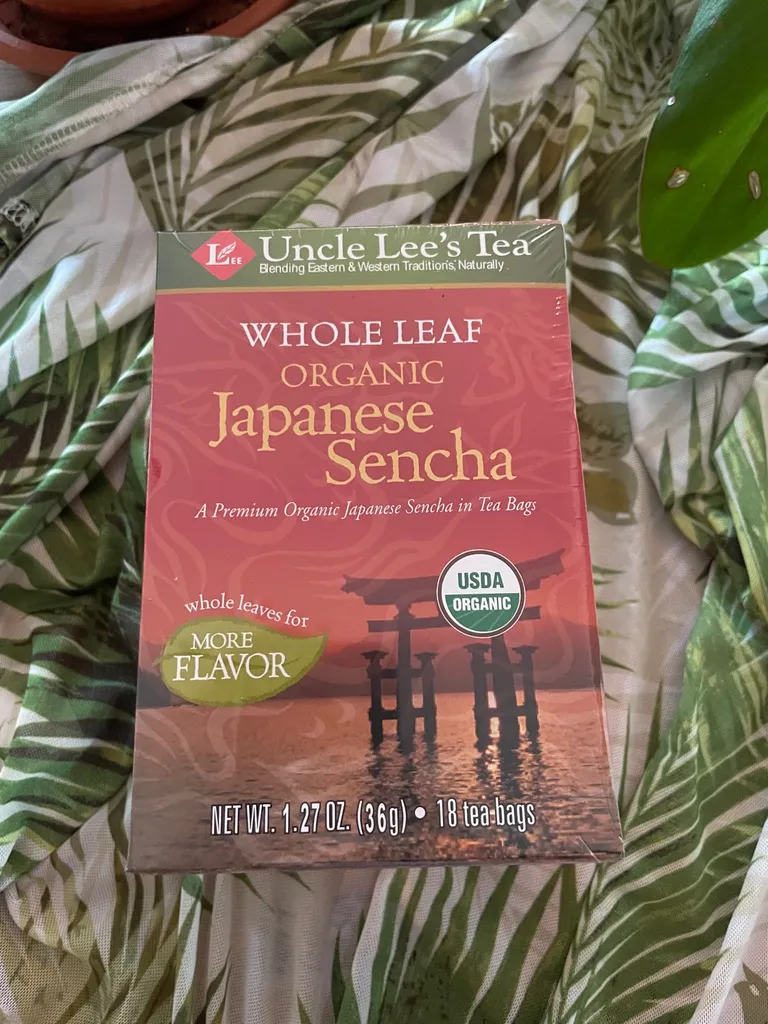 LEE
UNCLE LEE'S TEA
Blending Eastern & Western Traditions, Naturally
WHOLE LEAF
ORGANIC
Japanese
Sencha
A Premium Organic Japanese Sencha in Tea Bags
USDA
ORGANIC
whole leaves for
MORE
FLAVOR
NET WT. 1.27 OZ. (36g) • 18 tea bags